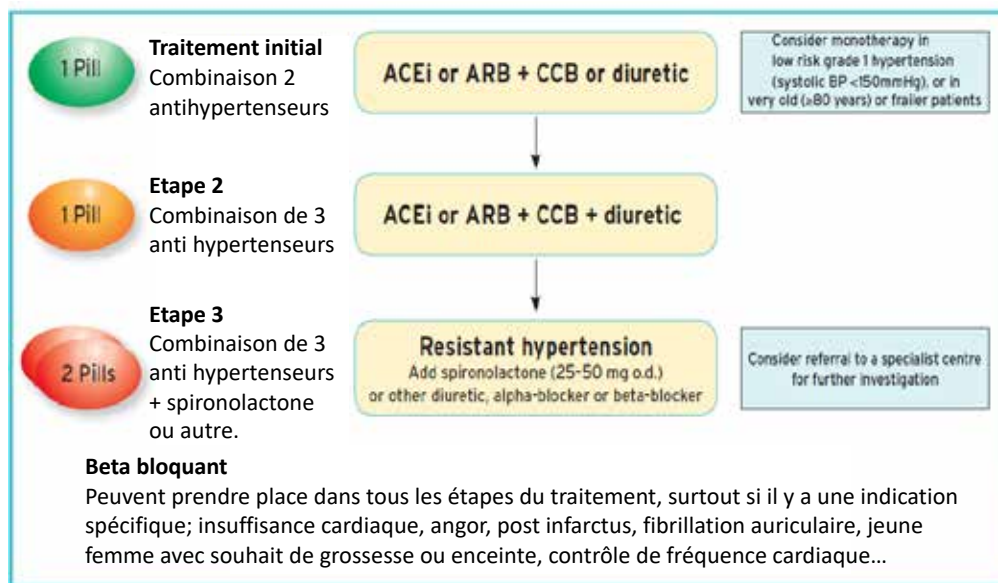 1 Pill
Traitement initial
Combinaison 2
antihypertenseurs
ACEi or ARB + CCB or diuretic
Consider monotherapy in
low risk grade 1 hypertension
(systolic BP <150mmHg), or in
very old (≥80 years) or frailer patients
1 Pill
Etape 2
Combinaison de 3
anti hypertenseurs
ACEi or ARB + CCB + diuretic
2 Pills
Etape 3
Combinaison de 3
anti hypertenseurs
+ spironolactone
ou autre.
Resistant hypertension
Add spironolactone (25-50 mg o.d.)
or other diuretic, alpha-blocker or beta-blocker
Consider referral to a specialist centre
for further investigation
Beta bloquant
Peuvent prendre place dans tous les étapes du traitement, surtout si il y a une indication
spécifique; insuffisance cardiaque, angor, post infarctus, fibrillation auriculaire, jeune
femme avec souhait de grossesse ou enceinte, contrôle de fréquence cardiaque…